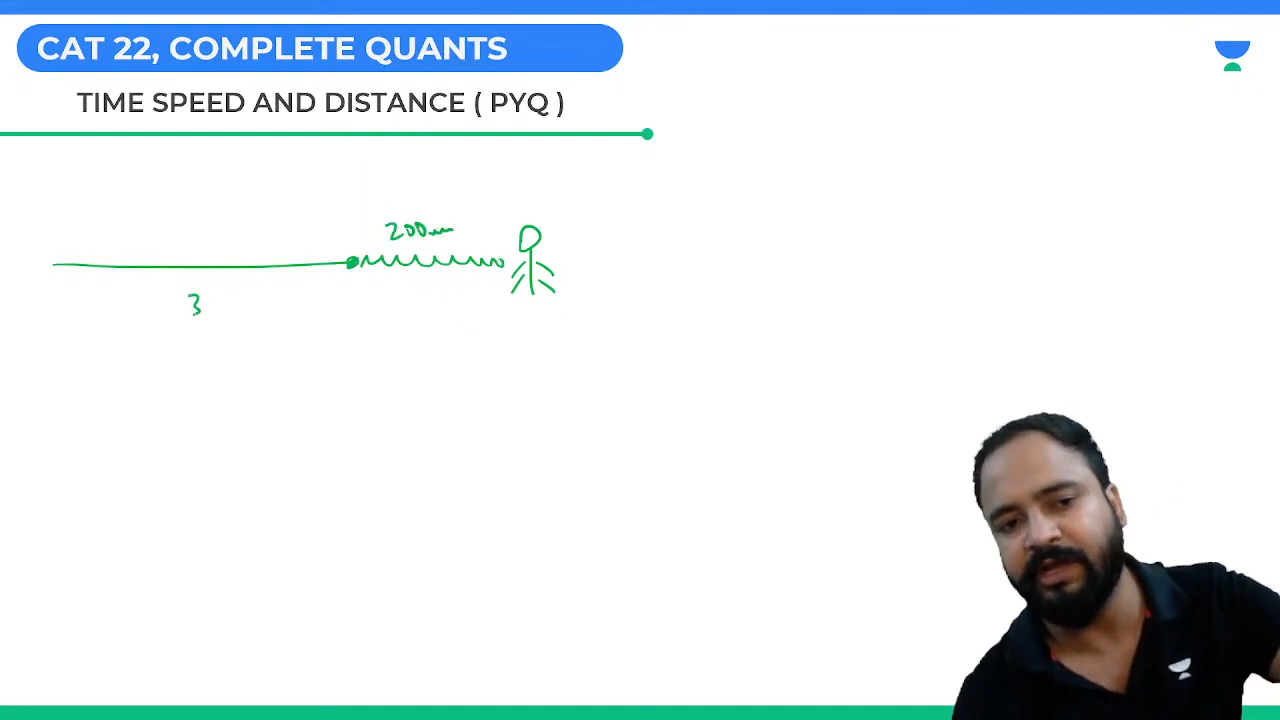 CAT 22, COMPLETE QUANTS
TIME SPEED AND DISTANCE ( PYQ )
200m
3